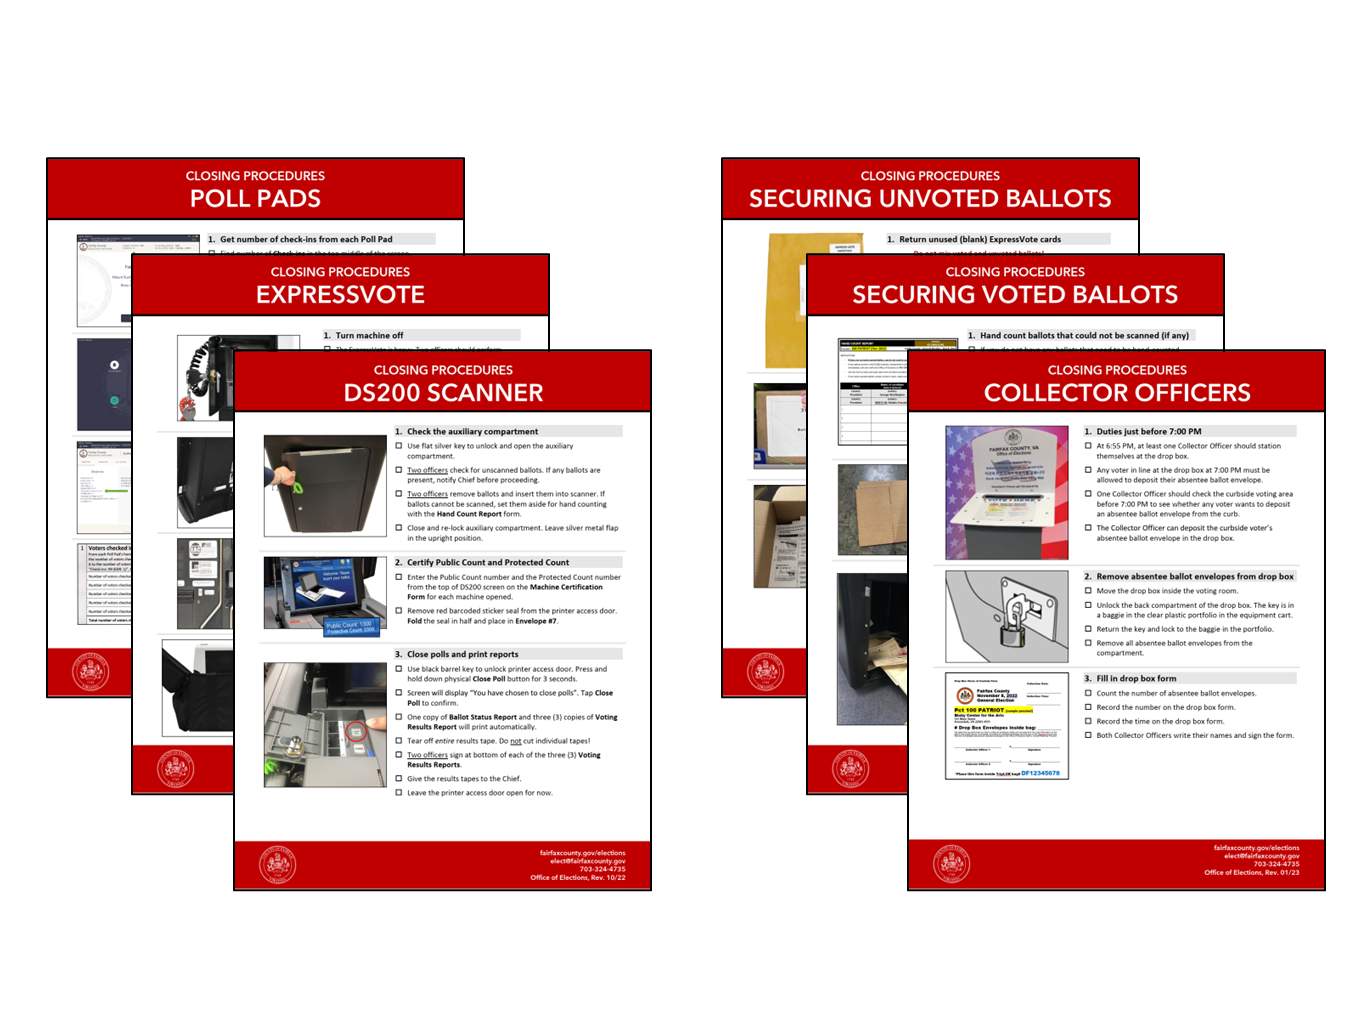 CLOSING PROCEDURES
POLL PADS
1. Get number of check-ins from each Poll Pad
CLOSING PROCEDURES
EXPRESSVOTE
1. Turn machine off
CLOSING PROCEDURES
DS200 SCANNER
1. Check the auxiliary compartment
Use flat silver key to unlock and open the auxiliary
compartment.
Two officers check for unscanned ballots. If any ballots are
present, notify Chief before proceeding.
Two officers remove ballots and insert them into scanner. If
ballots cannot be scanned, set them aside for hand counting
with the Hand Count Report form.
Close and re-lock auxiliary compartment. Leave silver metal flap
in the upright position.
2. Certify Public Count and Protected Count
Enter the Public Count number and the Protected Count number
from the top of DS200 screen on the Machine Certification
Form for each machine opened.
Remove red barcoded sticker seal from the printer access door.
Fold the seal in half and place in Envelope #7.
3. Close polls and print reports
Use black barrel key to unlock printer access door. Press and
hold down physical Close Poll button for 3 seconds.
Screen will display "You have chosen to close polls". Tap Close
Poll to confirm.
One copy of Ballot Status Report and three (3) copies of Voting
Results Report will print automatically.
Tear off entire results tape. Do not cut individual tapes!
Two officers sign at bottom of each of the three (3) Voting
Results Reports.
Give the results tapes to the Chief.
Leave the printer access door open for now.
fairfaxcounty.gov/elections
elect@fairfaxcounty.gov
703-324-4735
Office of Elections, Rev. 10/22
CLOSING PROCEDURES
SECURING UNVOTED BALLOTS
1. Return unused (blank) ExpressVote cards
CLOSING PROCEDURES
SECURING VOTED BALLOTS
1. Hand count ballots that could not be scanned (if any)
HAND COUNT REPORT
CLOSING PROCEDURES
COLLECTOR OFFICERS
FAIRFAX COUNTY, VA
Office of Elections
1. Duties just before 7:00 PM
At 6:55 PM, at least one Collector Officer should station
themselves at the drop box.
Any voter in line at the drop box at 7:00 PM must be
allowed to deposit their absentee ballot envelope.
One Collector Officer should check the curbside voting area
before 7:00 PM to see whether any voter wants to deposit
an absentee ballot envelope from the curb.
The Collector Officer can deposit the curbside voter's
absentee ballot envelope in the drop box.
2. Remove absentee ballot envelopes from drop box
Move the drop box inside the voting room.
Unlock the back compartment of the drop box. The key is in
a baggie in the clear plastic portfolio in the equipment cart.
Return the key and lock to the baggie in the portfolio.
Remove all absentee ballot envelopes from the
compartment.
3. Fill in drop box form
Count the number of absentee ballot envelopes.
Record the number on the drop box form.
Record the time on the drop box form.
Both Collector Officers write their names and sign the form.
Fairfax County
November 8, 2022
General Election
Pct 100 PATRIOT
# Drop Box Envelopes inside bag:
DF12345678
fairfaxcounty.gov/elections
elect@fairfaxcounty.gov
703-324-4735
Office of Elections, Rev. 01/23